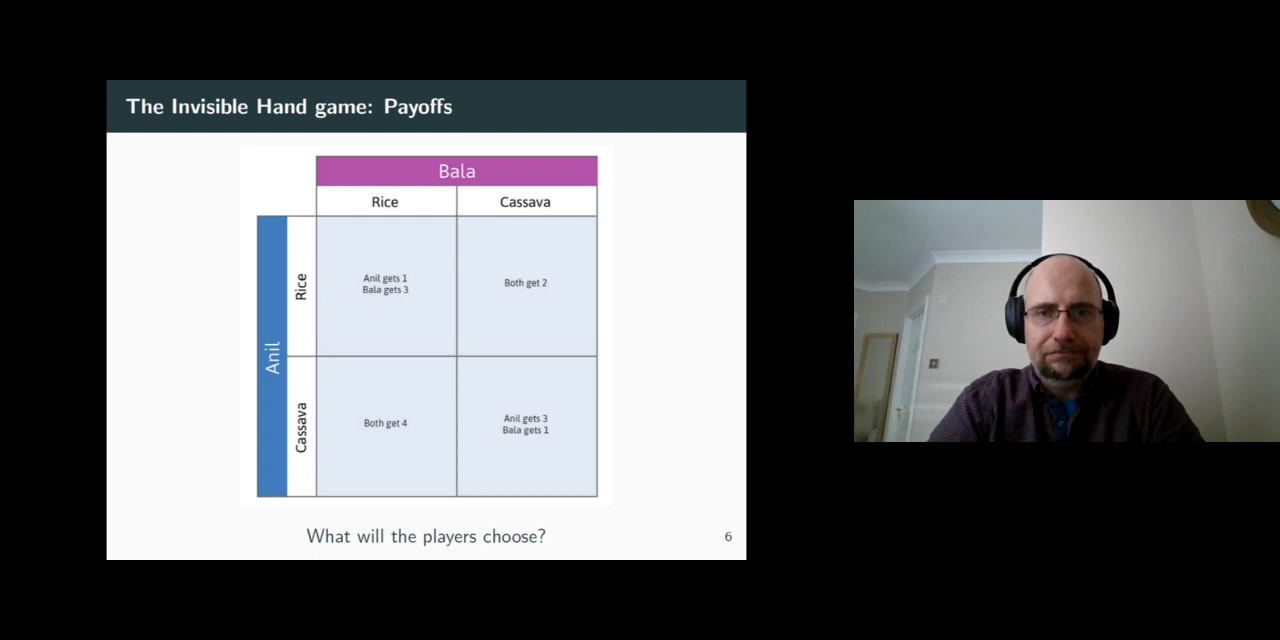 The Invisible Hand game: Payoffs
Bala
Rice
Cassava
Anil
Rice
Anil gets 1
Bala gets 3
Both get 2
Cassava
Both get 4
Anil gets 3
Bala gets 1
What will the players choose?
6